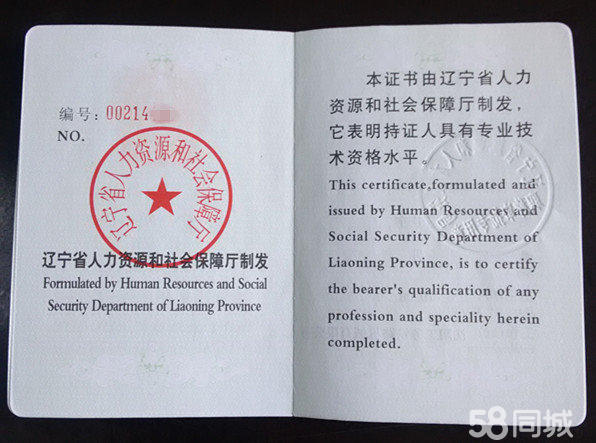 编号：00214
NO.
辽宁省人力资源和社会保障厅
辽宁省人力资源和社会保障厅制发
Formulated by Human Resources and Social
Security Department of Liaoning Province
本证书由辽宁省人力
资源和社会保障厅制发，
它表明持证人具有专业技
术资格水平。
This certificate,formulated and
issued by Human Resources and
Social Security Department of
Liaoning Province, is to certify
the bearer's qualification of any
profession and speciality herein
completed.
58同城